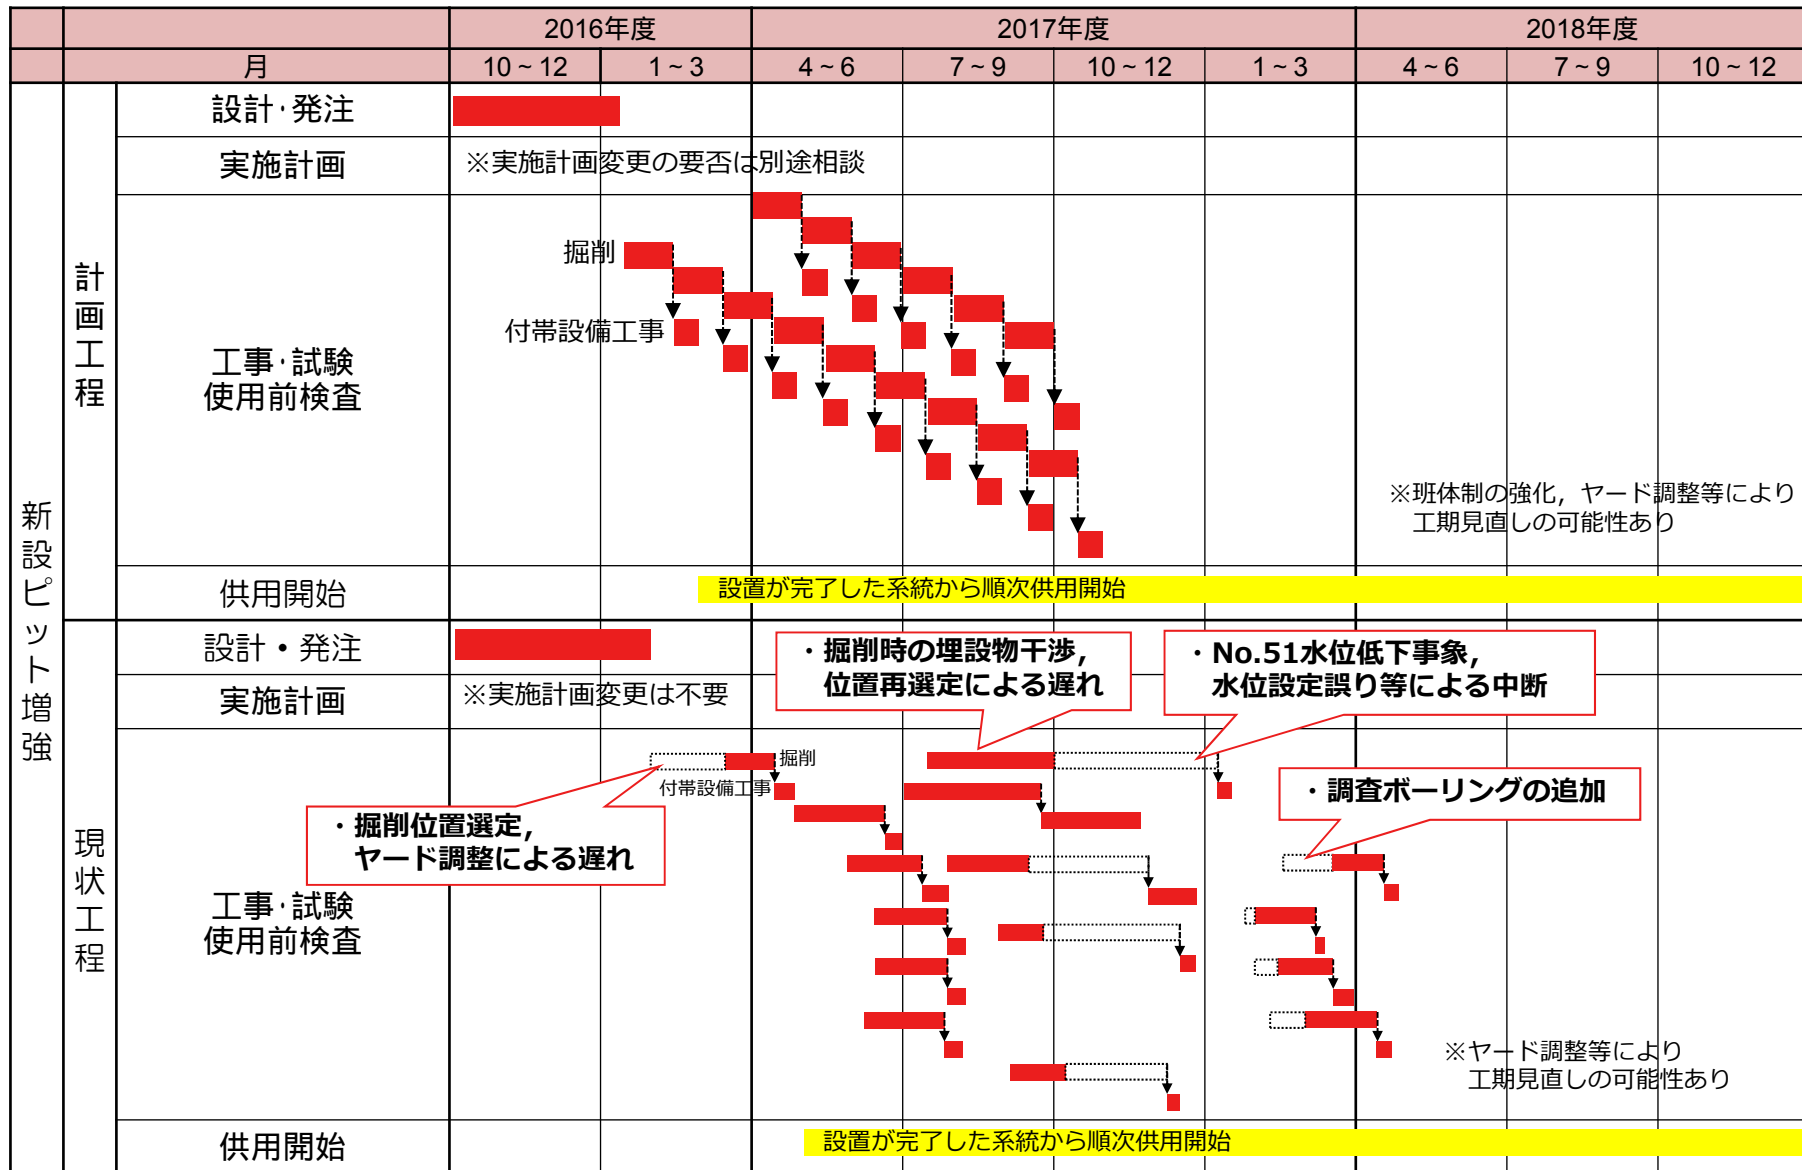 2016年度
2017年度
2018年度
月
10 ~ 12
1 ~ 3
4 ~ 6
7 ~ 9
10 ~ 12
1 ~ 3
4 ~ 6
7 ~ 9
10 ~ 12
新設ピット増強
計画工程
設計・発注
実施計画
※実施計画変更の要否は別途相談
工事・試験
使用前検査
掘削
付帯設備工事
※班体制の強化，ヤード調整等により
工期見直しの可能性あり
供用開始
設置が完了した系統から順次供用開始
現状工程
設計・発注
実施計画
※実施計画変更は不要
・掘削時の埋設物干渉，
位置再選定による遅れ
・No.51水位低下事象，
水位設定誤り等による中断
工事・試験
使用前検査
掘削
付帯設備工事
・掘削位置選定，
ヤード調整による遅れ
・調査ボーリングの追加
※ヤード調整等により
工期見直しの可能性あり
供用開始
設置が完了した系統から順次供用開始